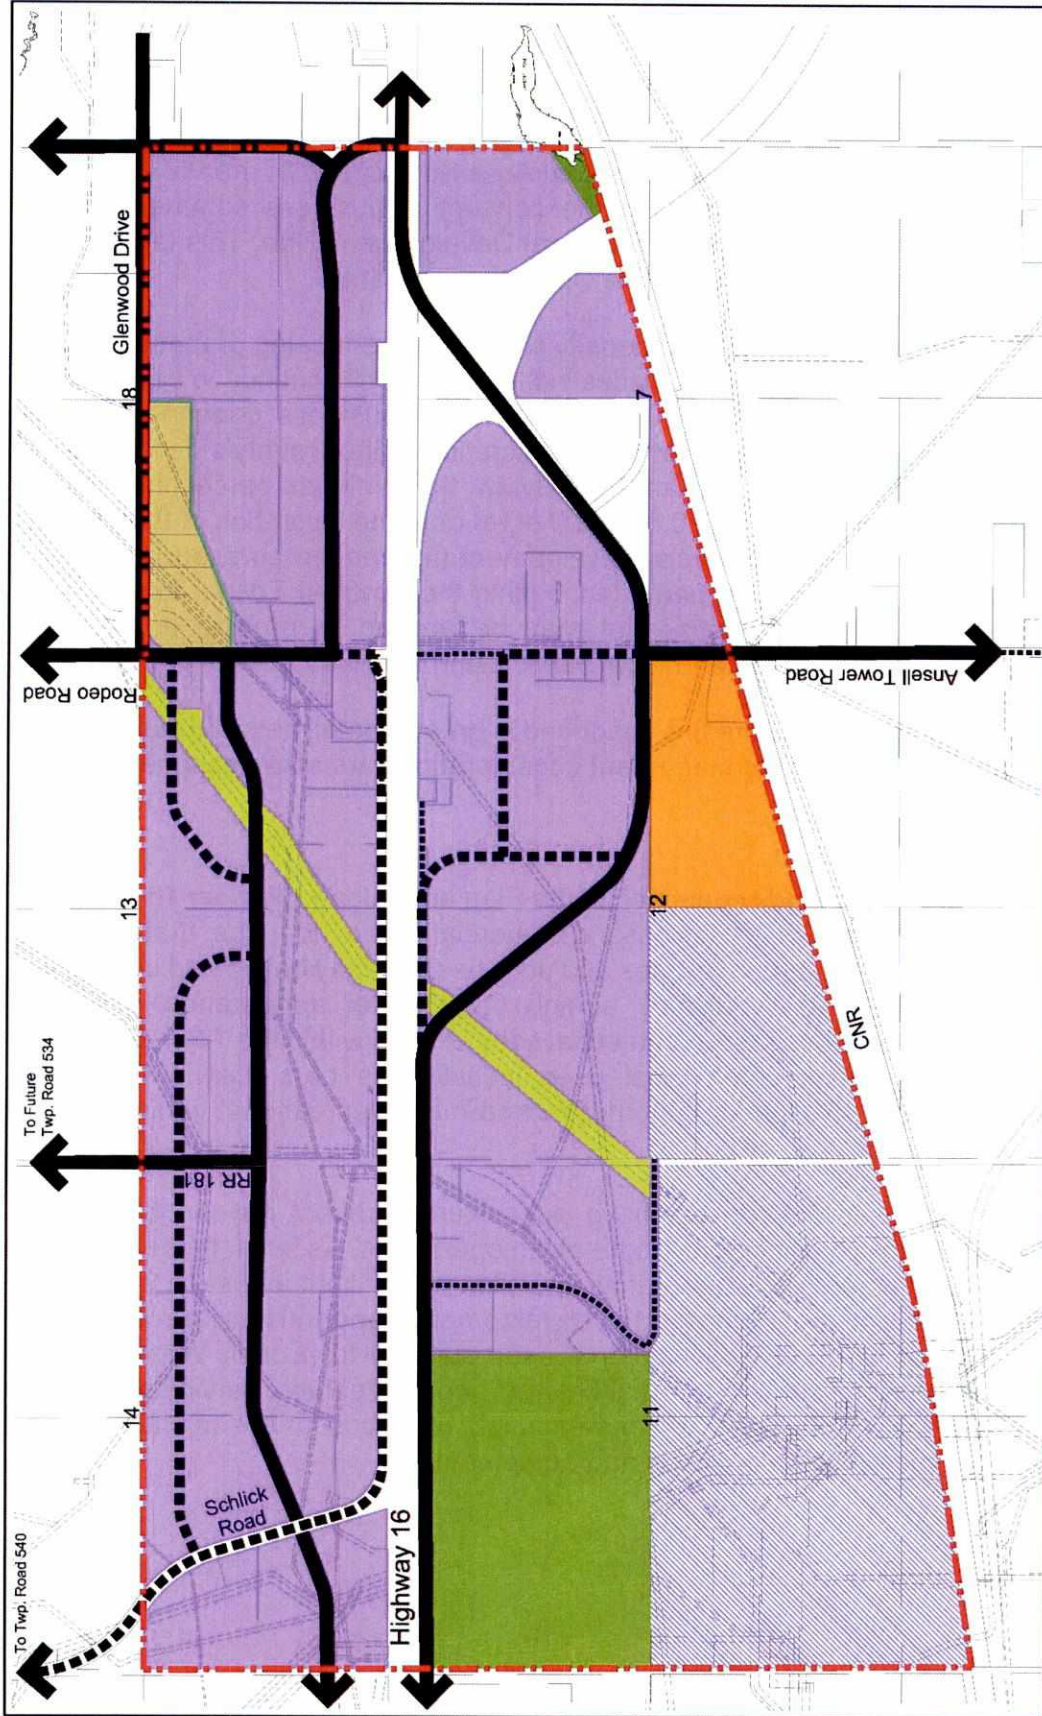 Glenwood Drive
18
7
Rodeo Road
Ansell Tower Road
13
12
CNR
To Future
Twp. Road 534
RR 181
14
11
Schlick
Road
To Twp. Road 540
Highway 16